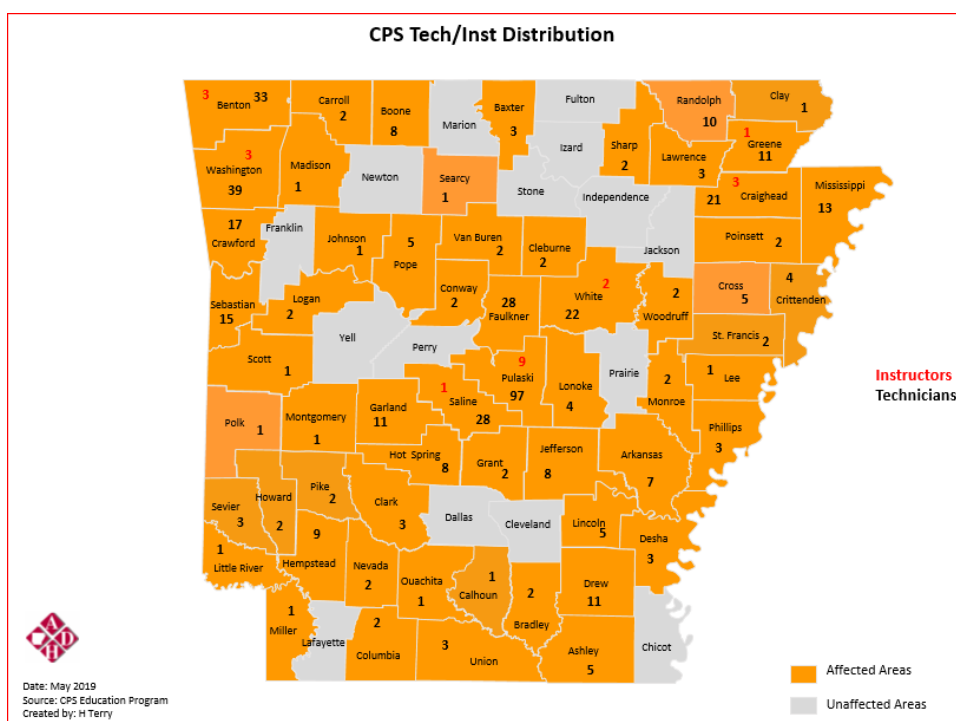 CPS Tech/Inst Distribution
3
Benton 33
Carroll
2
Boone
8
Marion
Baxter
3
Fulton
Randolph
10
Clay
1
3
Washington
39
Madison
1
Newton
Searcy
1
Stone
Izard
Sharp
2
Lawrence
3
1
Greene
11
Independence
3
21 Craighead
Mississippi
13
17
Crawford
Franklin
Johnson
1
5
Pope
Van Buren
2
Cleburne
2
Jackson
Poinsett
2
Sebastian
15
Logan
2
Conway
2
28
Faulkner
2
White
22
2
Woodruff
Cross
5
4
Crittenden
Yell
Perry
St. Francis
2
Scott
1
9
Pulaski
97
Prairie
1
Saline
28
Lonoke
4
2
Monroe
1
Lee
Instructors
Technicians
Polk 1
Montgomery
1
Garland
11
Phillips
3
Hot Spring
8
Grant
2
Jefferson
8
Arkansas
7
Sevier
3
Howard
2
Pike
2
Clark
3
Dallas
Cleveland
Lincoln
5
Desha
3
1
Little River
9
Hempstead
Nevada
2
Ouachita
1
1
Calhoun
2
Bradley
Drew
11
1
Miller
Lafayette
2
Columbia
3
Union
Ashley
5
Chicot
A
D
H
Affected Areas
Unaffected Areas
Date: May 2019
Source: CPS Education Program
Created by: H Terry